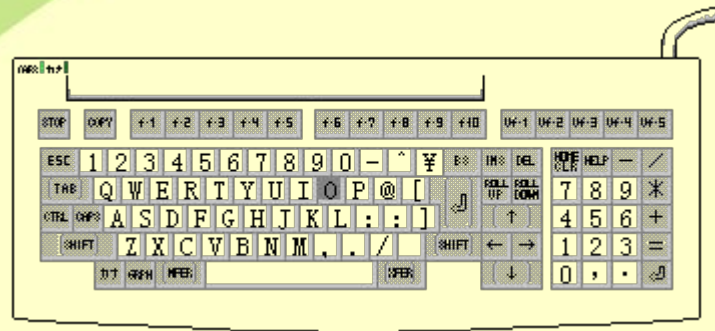 CAPS カナ
STOP COPY f·1 f·2 f·3 f·4 f·5 f·6 f·7 f·8 f·9 f·10 Vf·1 Vf·2 Vf·3 Vf·4 Vf·5
ESC 1 2 3 4 5 6 7 8 9 0 - ^ ¥ BS INS DEL HOME CLR HELP - /
TAB Q W E R T Y U I O P @ [ ROLL UP ROLL DOWN 7 8 9 *
CTRL CAPS A S D F G H J K L : : ] ↑ 4 5 6 +
SHIFT Z X C V B N M , . / SHIFT ← → 1 2 3 =
カナ GRPH NFER XFER ↓ 0 , .